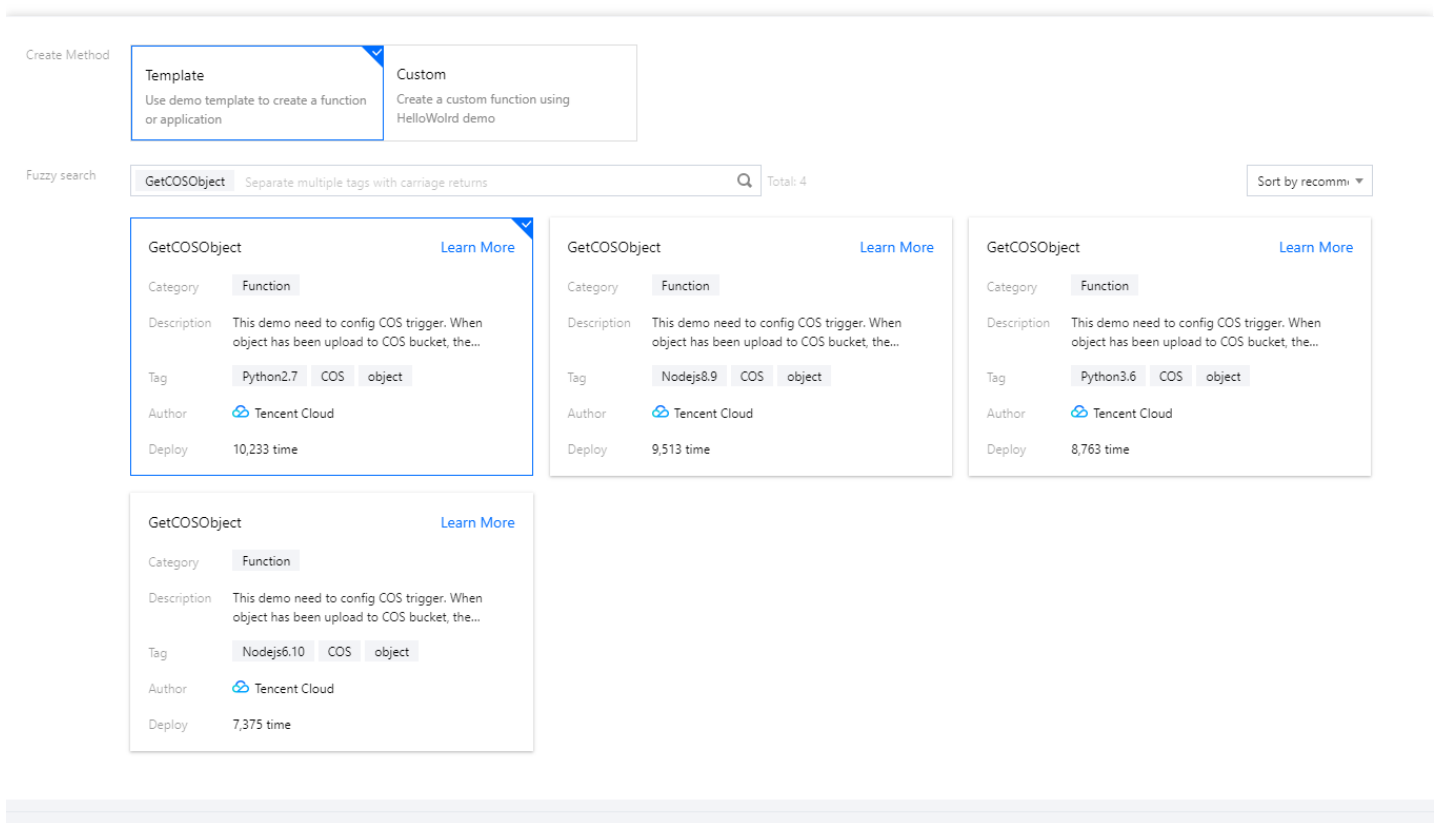 Create Method
Template
Use demo template to create a function
or application
Custom
Create a custom function using
HelloWolrd demo
Fuzzy search
GetCOSObject Separate multiple tags with carriage returns
Total: 4
Sort by recomm
GetCOSObject Learn More
Category Function
Description This demo need to config COS trigger. When
object has been upload to COS bucket, the...
Tag Python2.7 COS object
Author Tencent Cloud
Deploy 10,233 time
GetCOSObject Learn More
Category Function
Description This demo need to config COS trigger. When
object has been upload to COS bucket, the...
Tag Nodejs8.9 COS object
Author Tencent Cloud
Deploy 9,513 time
GetCOSObject Learn More
Category Function
Description This demo need to config COS trigger. When
object has been upload to COS bucket, the...
Tag Python3.6 COS object
Author Tencent Cloud
Deploy 8,763 time
GetCOSObject Learn More
Category Function
Description This demo need to config COS trigger. When
object has been upload to COS bucket, the...
Tag Nodejs6.10 COS object
Author Tencent Cloud
Deploy 7,375 time